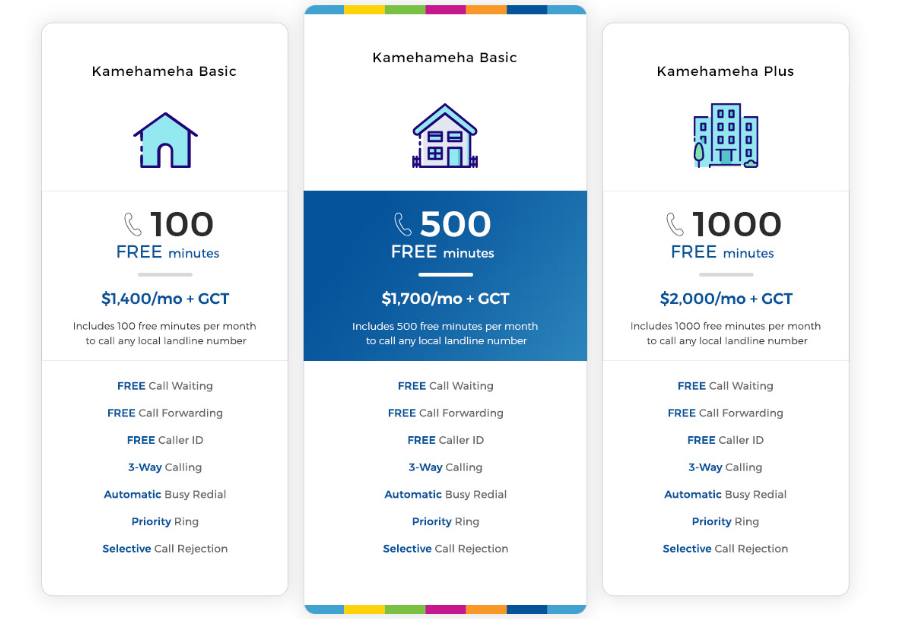 Kamehameha Basic
100
FREE minutes
$1,400/mo + GCT
Includes 100 free minutes per month
to call any local landline number
FREE Call Waiting
FREE Call Forwarding
FREE Caller ID
3-Way Calling
Automatic Busy Redial
Priority Ring
Selective Call Rejection
Kamehameha Basic
500
FREE minutes
$1,700/mo + GCT
Includes 500 free minutes per month
to call any local landline number
FREE Call Waiting
FREE Call Forwarding
FREE Caller ID
3-Way Calling
Automatic Busy Redial
Priority Ring
Selective Call Rejection
Kamehameha Plus
1000
FREE minutes
$2,000/mo + GCT
Includes 1000 free minutes per month
to call any local landline number
FREE Call Waiting
FREE Call Forwarding
FREE Caller ID
3-Way Calling
Automatic Busy Redial
Priority Ring
Selective Call Rejection